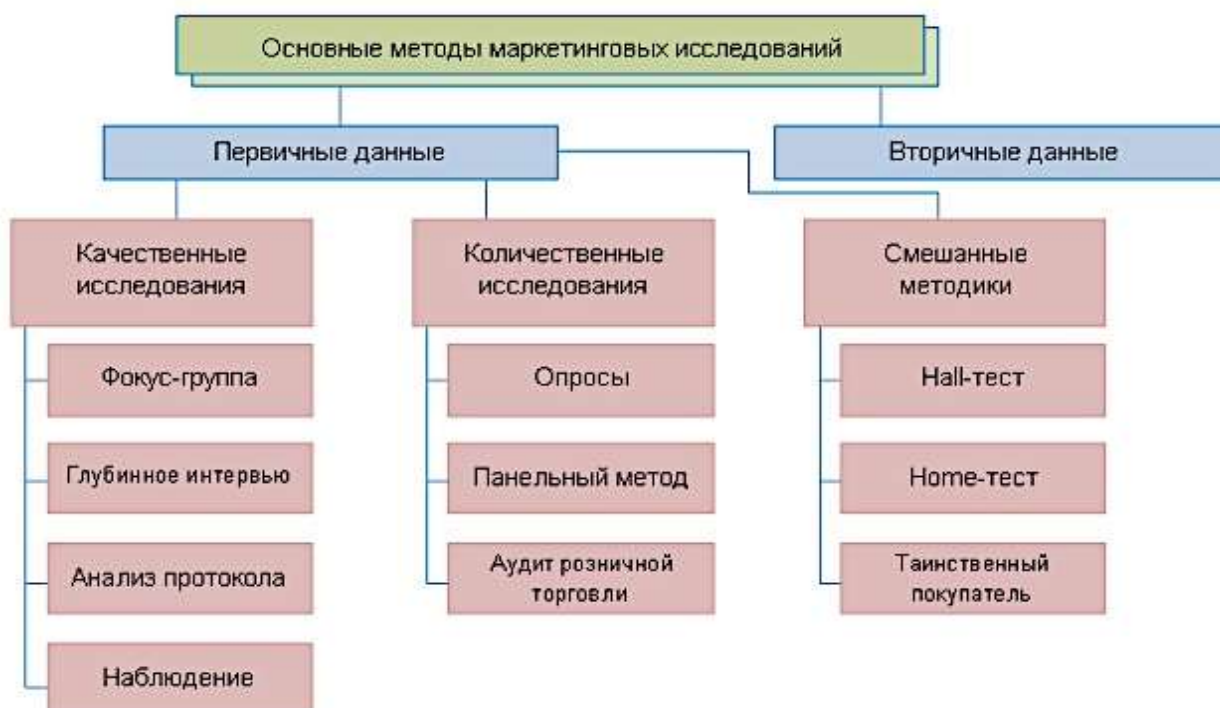 Основные методы маркетинговых исследований
Первичные данные
Вторичные данные
Качественные
исследования
Количественные
исследования
Смешанные
методики
Фокус-группа
Опросы
Hall-тест
Глубинное интервью
Панельный метод
Home-тест
Анализ протокола
Аудит розничной
торговли
Таинственный
покупатель
Наблюдение